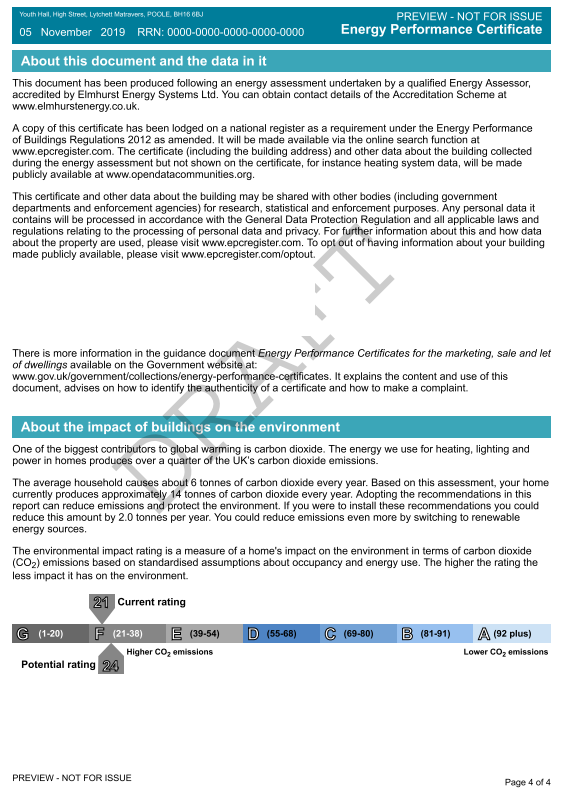 Youth Hall, High Street, Lytchett Matravers, POOLE, BH16 6BJ
PREVIEW - NOT FOR ISSUE
05 November 2019 RRN: 0000-0000-0000-0000-0000
Energy Performance Certificate
About this document and the data in it
This document has been produced following an energy assessment undertaken by a qualified Energy Assessor,
accredited by Elmhurst Energy Systems Ltd. You can obtain contact details of the Accreditation Scheme at
www.elmhurstenergy.co.uk.
A copy of this certificate has been lodged on a national register as a requirement under the Energy Performance
of Buildings Regulations 2012 as amended. It will be made available via the online search function at
www.epcregister.com. The certificate (including the building address) and other data about the building collected
during the energy assessment but not shown on the certificate, for instance heating system data, will be made
publicly available at www.opendatacommunities.org.
This certificate and other data about the building may be shared with other bodies (including government
departments and enforcement agencies) for research, statistical and enforcement purposes. Any personal data it
contains will be processed in accordance with the General Data Protection Regulation and all applicable laws and
regulations relating to the processing of personal data and privacy. For further information about this and how data
about the property are used, please visit www.epcregister.com. To opt out of having information about your building
made publicly available, please visit www.epcregister.com/optout.
DRAFT
There is more information in the guidance document Energy Performance Certificates for the marketing, sale and let
of dwellings available on the Government website at:
www.gov.uk/government/collections/energy-performance-certificates. It explains the content and use of this
document, advises on how to identify the authenticity of a certificate and how to make a complaint.
About the impact of buildings on the environment
One of the biggest contributors to global warming is carbon dioxide. The energy we use for heating, lighting and
power in homes produces over a quarter of the UK's carbon dioxide emissions.
The average household causes about 6 tonnes of carbon dioxide every year. Based on this assessment, your home
currently produces approximately 14 tonnes of carbon dioxide every year. Adopting the recommendations in this
report can reduce emissions and protect the environment. If you were to install these recommendations you could
reduce this amount by 2.0 tonnes per year. You could reduce emissions even more by switching to renewable
energy sources.
The environmental impact rating is a measure of a home's impact on the environment in terms of carbon dioxide
(CO2) emissions based on standardised assumptions about occupancy and energy use. The higher the rating the
less impact it has on the environment.
21 Current rating
G (1-20) F (21-38) E (39-54) D (55-68) C (69-80) B (81-91) A (92 plus)
Higher CO2 emissions Lower CO2 emissions
Potential rating 24
PREVIEW - NOT FOR ISSUE
Page 4 of 4